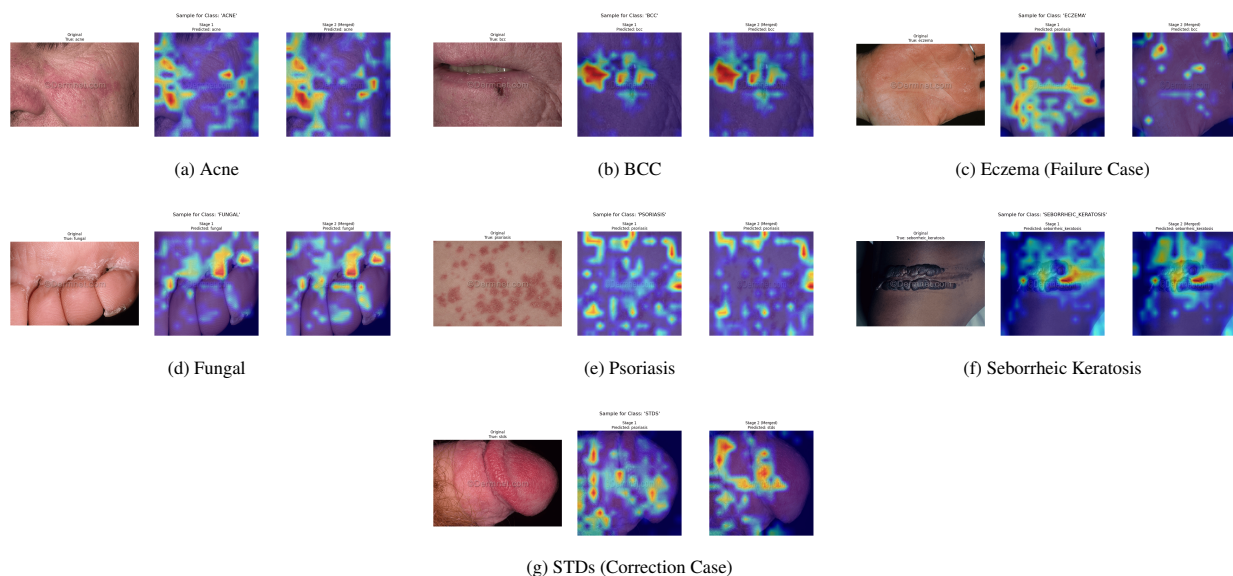 Sample for Class: 'ACNE'
Original
True: acne
Stage 1
Predicted: acne
Stage 2 (Merged)
Predicted: acne
(a) Acne
Sample for Class: 'BCC'
Original
True: bcc
Stage 1
Predicted: bcc
Stage 2 (Merged)
Predicted: bcc
(b) BCC
Sample for Class: 'ECZEMA'
Original
True: eczema
Stage 1
Predicted: psoriasis
Stage 2 (Merged)
Predicted: bcc
(c) Eczema (Failure Case)
Sample for Class: 'FUNGAL'
Original
True: fungal
Stage 1
Predicted: fungal
Stage 2 (Merged)
Predicted: fungal
(d) Fungal
Sample for Class: 'PSORIASIS'
Original
True: psoriasis
Stage 1
Predicted: psoriasis
Stage 2 (Merged)
Predicted: psoriasis
(e) Psoriasis
Sample for Class: 'SEBORRHEIC_KERATOSIS'
Original
True: seborrheic_keratosis
Stage 1
Predicted: seborrheic_keratosis
Stage 2 (Merged)
Predicted: seborrheic_keratosis
(f) Seborrheic Keratosis
Sample for Class: 'STDS'
Original
True: stds
Stage 1
Predicted: psoriasis
Stage 2 (Merged)
Predicted: stds
(g) STDs (Correction Case)